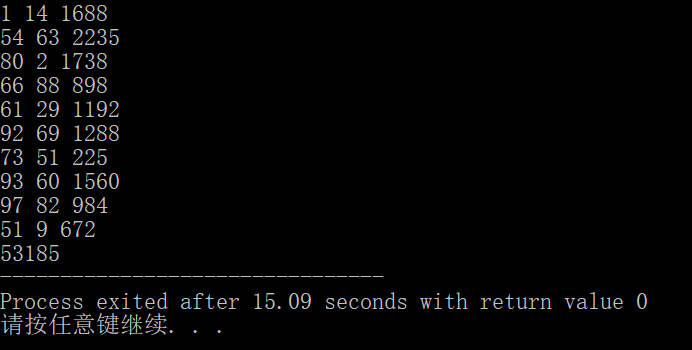 1 14 1688
54 63 2235
80 2 1738
66 88 898
61 29 1192
92 69 1288
73 51 225
93 60 1560
97 82 984
51 9 672
53185
--------------------------------
Process exited after 15.09 seconds with return value 0
请按任意键继续. . .